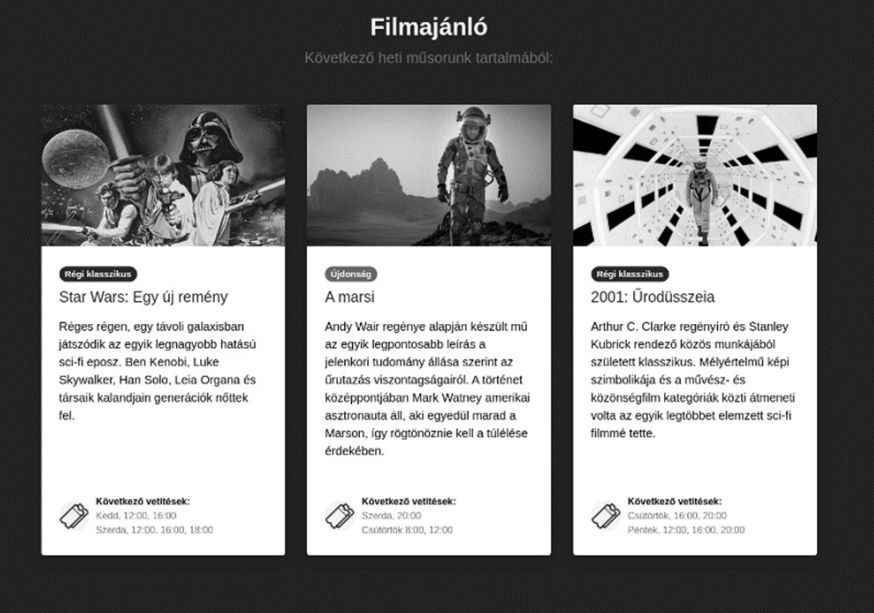 Filmajánló
Következő heti műsorunk tartalmából:
Régi klasszikus
Star Wars: Egy új remény
Réges régen, egy távoli galaxisban
játszódik az egyik legnagyobb hatású
sci-fi eposz. Ben Kenobi, Luke
Skywalker, Han Solo, Leia Organa és
társaik kalandjain generációk nőttek
fel.
Következő vetítések:
Kedd, 12:00, 16:00
Szerda, 12:00, 16:00, 18:00
Újdonság
A marsi
Andy Wair regénye alapján készült mű
az egyik legpontosabb leírás a
jelenkori tudomány állása szerint az
űrutazás viszontagságairól. A történet
középpontjában Mark Watney amerikai
asztronauta áll, aki egyedül marad a
Marson, így rögtönöznie kell a túlélése
érdekében.
Következő vetítések:
Szerda, 20:00
Csütörtök 8:00, 12:00
Régi klasszikus
2001: Űrodüsszeia
Arthur C. Clarke regényíró és Stanley
Kubrick rendező közös munkájából
született klasszikus. Mélyértelmű képi
szimbolikája és a művész- és
közönségfilm kategóriák közti átmeneti
volta az egyik legtöbbet elemzett sci-fi
filmmé tette.
Következő vetítések:
Csütörtök, 16:00, 20:00
Péntek, 12:00, 16:00, 20:00